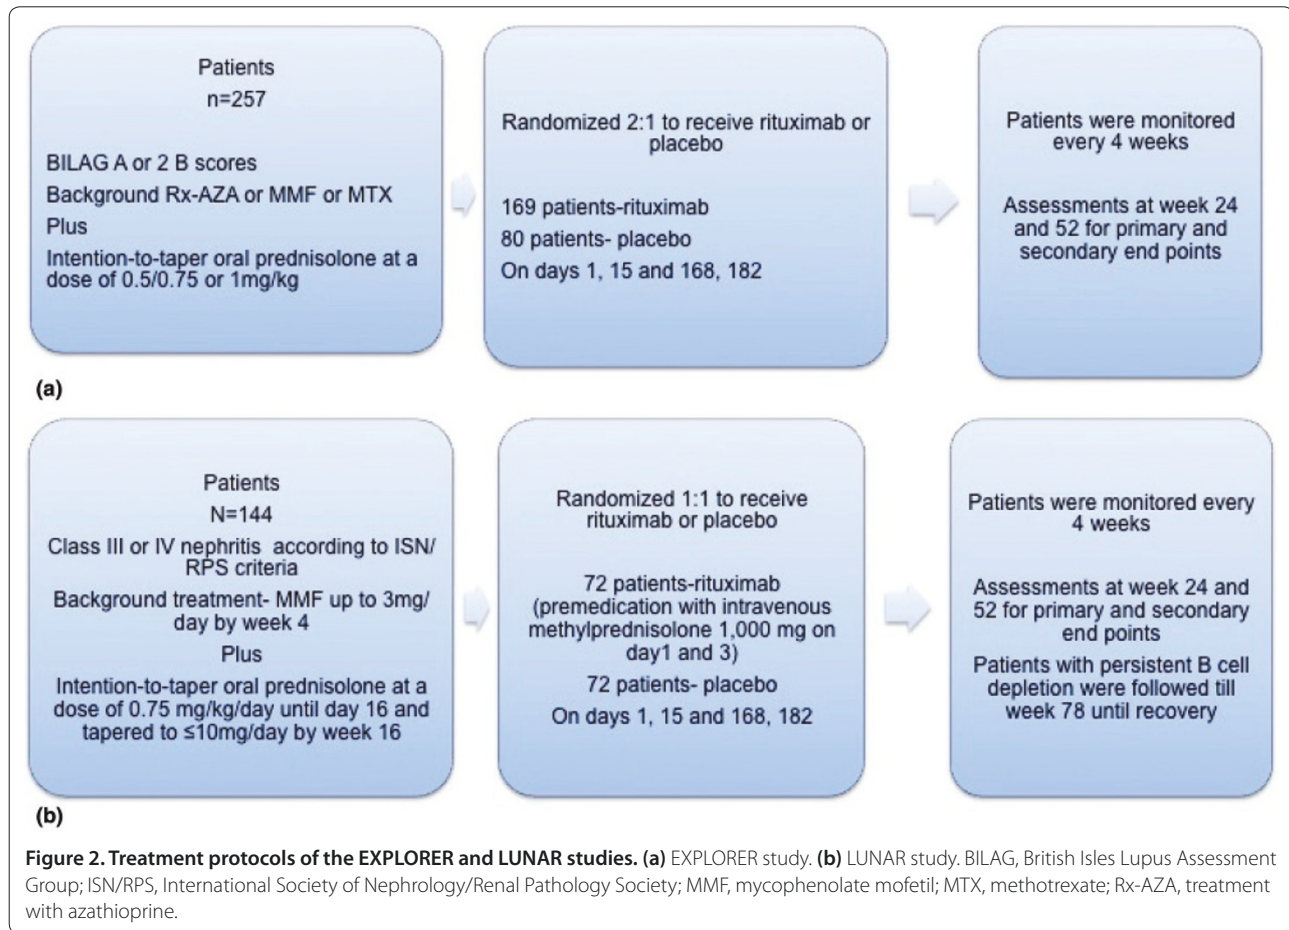 Patients
n=257
BILAG A or 2 B scores
Background Rx-AZA or MMF or MTX
Plus
Intention-to-taper oral prednisolone at a
dose of 0.5/0.75 or 1mg/kg
Randomized 2:1 to receive rituximab or
placebo
169 patients-rituximab
80 patients- placebo
On days 1, 15 and 168, 182
Patients were monitored
every 4 weeks
Assessments at week 24
and 52 for primary and
secondary end points
(a)
Patients
N=144
Class III or IV nephritis according to ISN/
RPS criteria
Background treatment- MMF up to 3mg/
day by week 4
Plus
Intention-to-taper oral prednisolone at a
dose of 0.75 mg/kg/day until day 16 and
tapered to ≤10mg/day by week 16
Randomized 1:1 to receive
rituximab or placebo
72 patients-rituximab
(premedication with intravenous
methylprednisolone 1,000 mg on
day1 and 3)
72 patients- placebo
On days 1, 15 and 168, 182
Patients were monitored every
4 weeks
Assessments at week 24 and
52 for primary and secondary
end points
Patients with persistent B cell
depletion were followed till
week 78 until recovery
(b)
Figure 2. Treatment protocols of the EXPLORER and LUNAR studies. (a) EXPLORER study. (b) LUNAR study. BILAG, British Isles Lupus Assessment
Group; ISN/RPS, International Society of Nephrology/Renal Pathology Society; MMF, mycophenolate mofetil; MTX, methotrexate; Rx-AZA, treatment
with azathioprine.